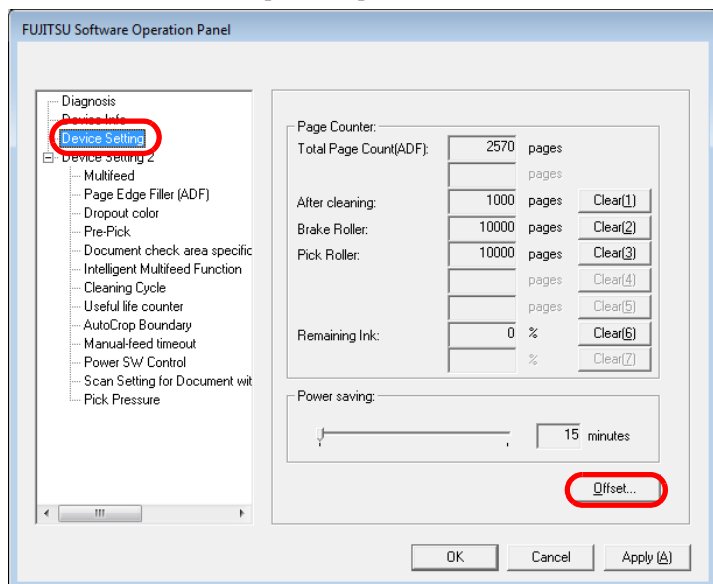 FUJITSU Software Operation Panel
Diagnosis
Device Info
Device Setting
Device Setting 2
Multifeed
Page Edge Filler (ADF)
Dropout color
Pre-Pick
Document check area specific
Intelligent Multifeed Function
Cleaning Cycle
Useful life counter
AutoCrop Boundary
Manual-feed timeout
Power SW Control
Scan Setting for Document wit
Pick Pressure
Page Counter:
Total Page Count(ADF): 2570 pages
pages
After cleaning: 1000 pages Clear(1)
Brake Roller: 10000 pages Clear(2)
Pick Roller: 10000 pages Clear(3)
pages Clear(4)
pages Clear(5)
Remaining Ink: 0 % Clear(6)
% Clear(7)
Power saving:
15 minutes
Offset...
OK Cancel Apply (A)